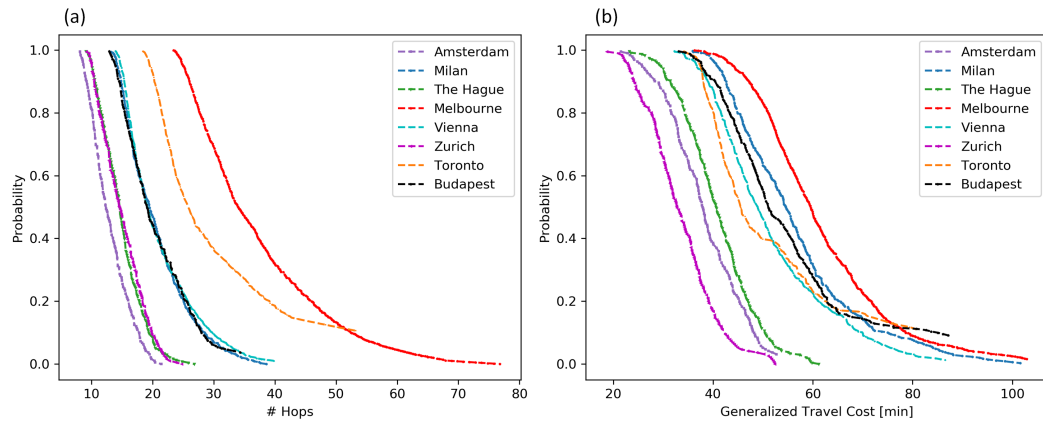 (a)
1.0
0.8
0.6
0.4
0.2
0.0
Probability
10 20 30 40 50 60 70 80
# Hops
Amsterdam
Milan
The Hague
Melbourne
Vienna
Zurich
Toronto
Budapest
(b)
1.0
0.8
0.6
0.4
0.2
0.0
Probability
20 40 60 80 100
Generalized Travel Cost [min]
Amsterdam
Milan
The Hague
Melbourne
Vienna
Zurich
Toronto
Budapest